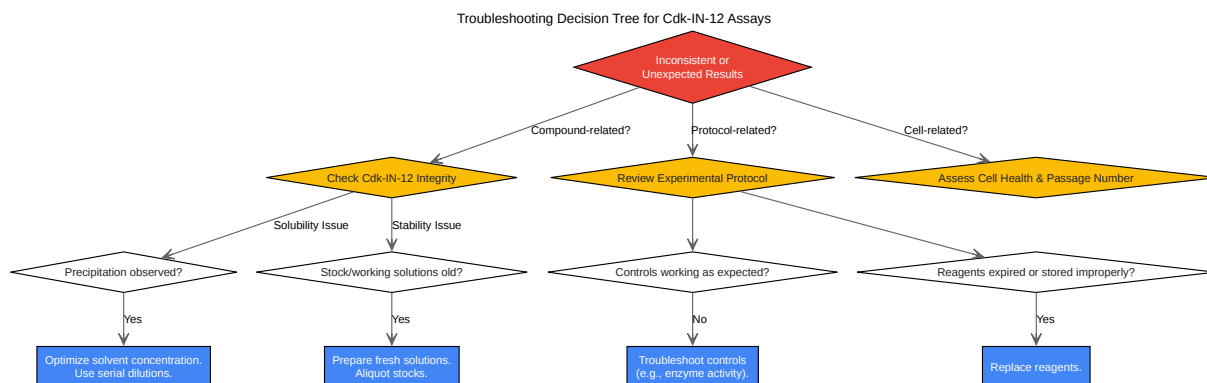 Troubleshooting Decision Tree for Cdk-IN-12 Assays
Inconsistent or
Unexpected Results
Compound-related?
Protocol-related?
Cell-related?
Check Cdk-IN-12 Integrity
Review Experimental Protocol
Assess Cell Health & Passage Number
Solubility Issue
Stability Issue
Precipitation observed?
Stock/working solutions old?
Controls working as expected?
Reagents expired or stored improperly?
Yes
Yes
No
Yes
Optimize solvent concentration.
Use serial dilutions.
Prepare fresh solutions.
Aliquot stocks.
Troubleshoot controls
(e.g., enzyme activity).
Replace reagents.